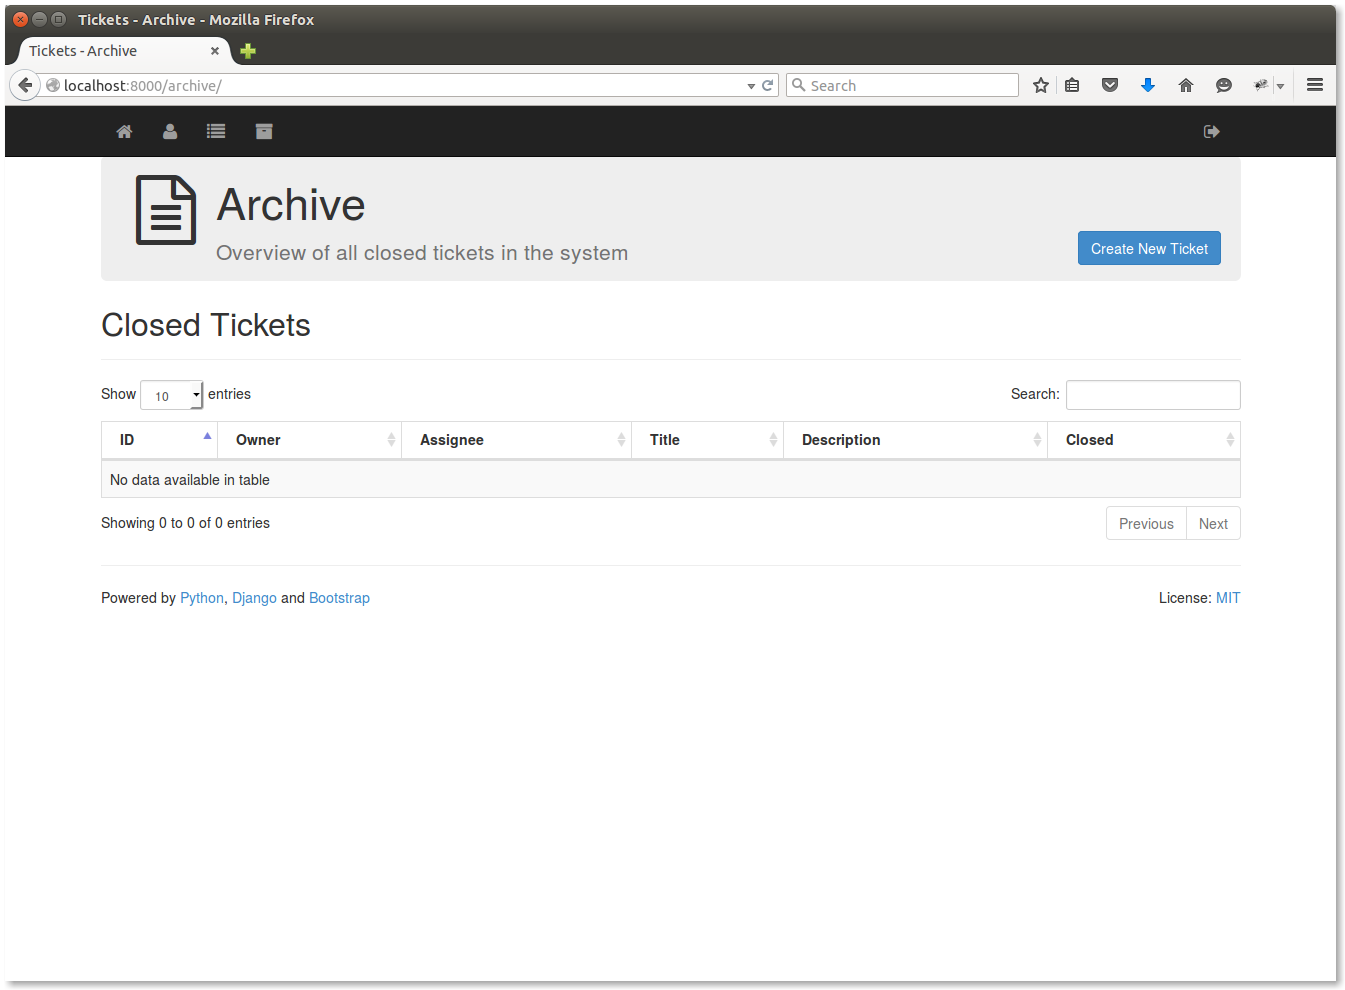 Tickets - Archive - Mozilla Firefox
Tickets - Archive
localhost:8000/archive/
Search
Archive
Overview of all closed tickets in the system
Create New Ticket
Closed Tickets
Show 10 entries
Search:
ID Owner Assignee Title Description Closed
No data available in table
Showing 0 to 0 of 0 entries
Previous Next
Powered by Python, Django and Bootstrap
License: MIT